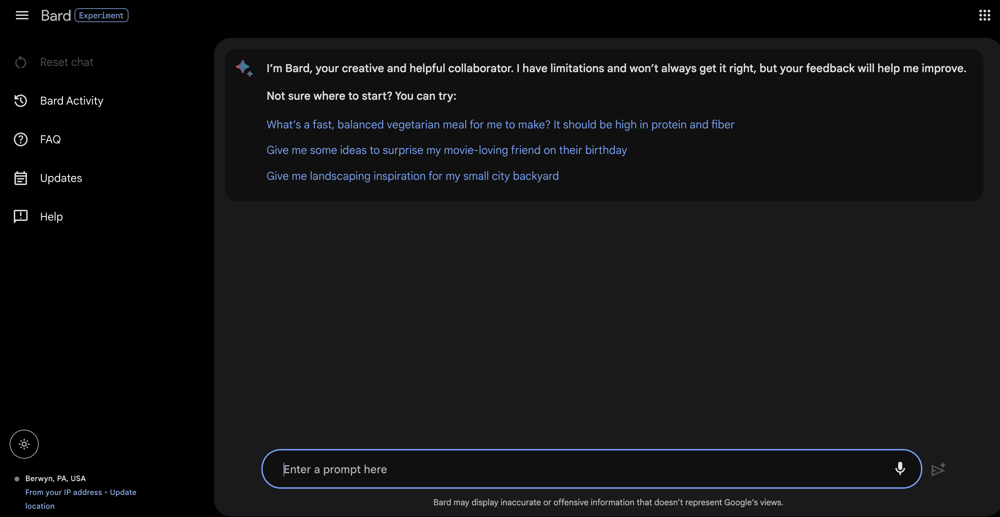 Bard Experiment
Reset chat
Bard Activity
FAQ
Updates
Help
Berwyn, PA, USA
From your IP address • Update
location
I’m Bard, your creative and helpful collaborator. I have limitations and won’t always get it right, but your feedback will help me improve.
Not sure where to start? You can try:
What’s a fast, balanced vegetarian meal for me to make? It should be high in protein and fiber
Give me some ideas to surprise my movie-loving friend on their birthday
Give me landscaping inspiration for my small city backyard
Enter a prompt here
Bard may display inaccurate or offensive information that doesn’t represent Google’s views.